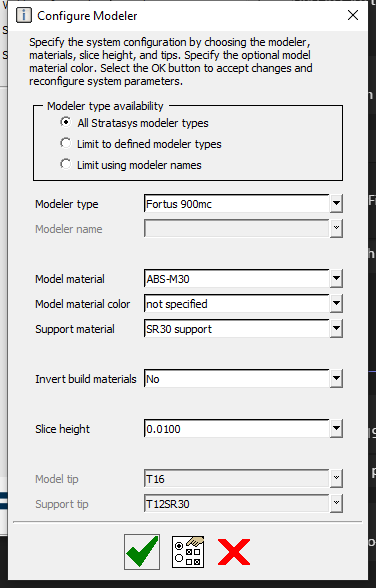 Configure Modeler
Specify the system configuration by choosing the modeler,
materials, slice height, and tips. Specify the optional model
material color. Select the OK button to accept changes and
reconfigure system parameters.
Modeler type availability
All Stratasys modeler types
Limit to defined modeler types
Limit using modeler names
Modeler type Fortus 900mc
Modeler name
Model material ABS-M30
Model material color not specified
Support material SR30 support
Invert build materials No
Slice height 0.0100
Model tip T16
Support tip T12SR30